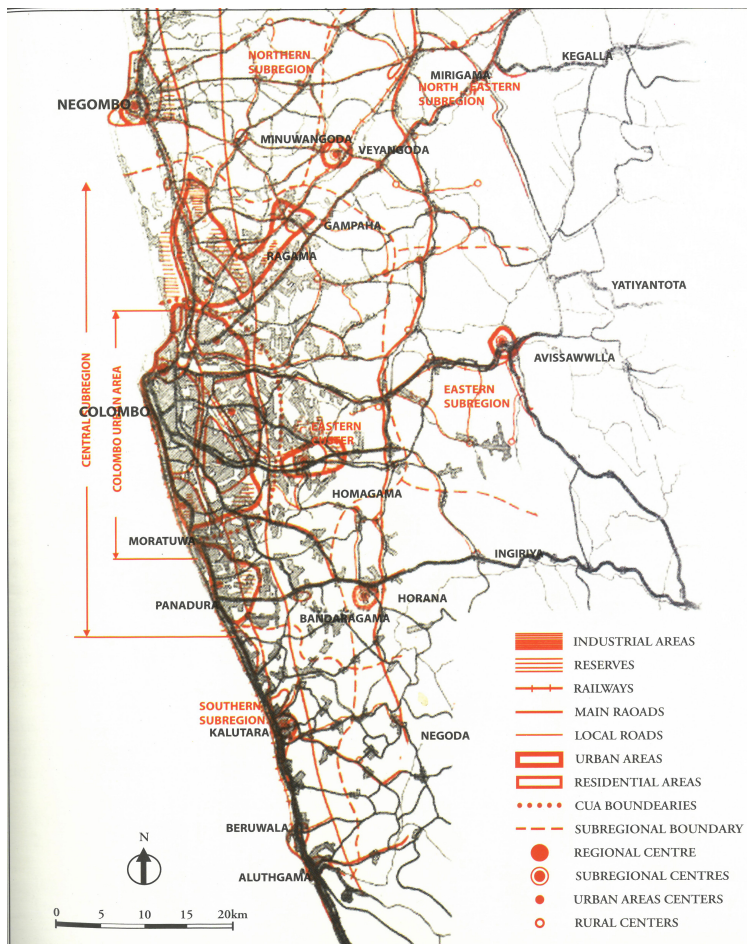 NORTHERN
SUBREGION
KEGALLA
MIRIGAMA
NORTH EASTERN
SUBREGION
NEGOMBO
MINUWANGODA
VEYANGODA
GAMPAHA
RAGAMA
YATIYANTOTA
AVISSAWWLLA
CENTRAL SUBREGION
COLOMBO URBAN AREA
COLOMBO
EASTERN
SUBREGION
EASTERN
HOMAGAMA
MORATUWA
INGIRIYA
PANADURA
HORANA
BANDARAGAMA
SOUTHERN
SUBREGION
KALUTARA
NEGODA
BERUWALA
ALUTHGAMA
N
0 5 10 15 20km
INDUSTRIAL AREAS
RESERVES
RAILWAYS
MAIN RAOADS
LOCAL ROADS
URBAN AREAS
RESIDENTIAL AREAS
CUA BOUNDEARIES
SUBREGIONAL BOUNDARY
REGIONAL CENTRE
SUBREGIONAL CENTRES
URBAN AREAS CENTERS
RURAL CENTERS